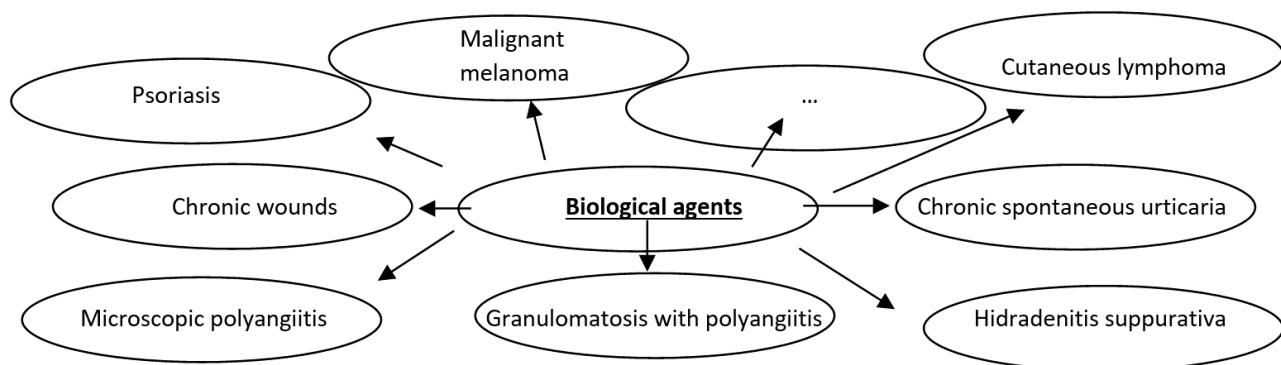 Malignant
melanoma
Cutaneous lymphoma
Psoriasis
...
Chronic wounds
Biological agents
Chronic spontaneous urticaria
Microscopic polyangiitis
Granulomatosis with polyangiitis
Hidradenitis suppurativa